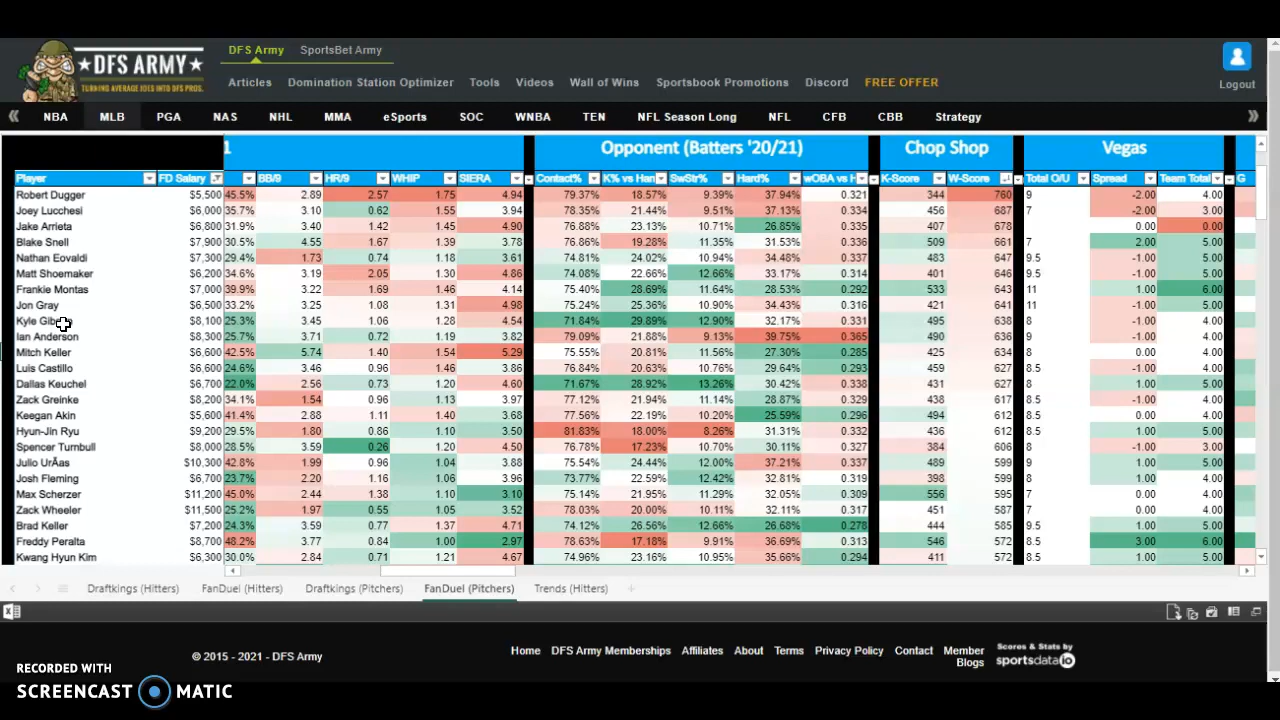 DFS Army SportsBet Army
★DFS ARMY★
TURNING AVERAGE JOES INTO DFS PROS.
Articles Domination Station Optimizer Tools Videos Wall of Wins Sportsbook Promotions Discord FREE OFFER Logout
NBA MLB PGA NAS NHL MMA eSports SOC WNBA TEN NFL Season Long NFL CFB CBB Strategy
1 Opponent (Batters '20/21) Chop Shop Vegas
Player FD Salary BB/9 HR/9 WHIP SIERA Contact% K% vs Han SwStr% Hard% wOBA vs H K-Score W-Score Total O/U Spread Team Total G
Robert Dugger $5,500 45.5% 2.89 2.57 1.75 4.94 79.37% 18.57% 9.39% 37.94% 0.321 344 760 9 -2.00 4.00
Joey Lucchesi $6,000 35.7% 3.10 0.62 1.55 3.94 78.35% 21.44% 9.51% 37.13% 0.334 456 687 7 -2.00 3.00
Jake Arrieta $6,800 31.9% 3.40 1.42 1.45 4.90 76.88% 23.13% 10.71% 26.85% 0.335 407 678 0.00 0.00
Blake Snell $7,900 30.5% 4.55 1.67 1.39 3.78 76.86% 19.28% 11.35% 31.53% 0.336 509 661 7 2.00 5.00
Nathan Eovaldi $7,300 29.4% 1.73 0.74 1.18 3.61 74.81% 24.02% 10.94% 34.48% 0.337 483 647 9.5 -1.00 5.00
Matt Shoemaker $6,200 34.6% 3.19 2.05 1.30 4.86 74.08% 22.66% 12.66% 33.17% 0.314 401 646 9.5 -1.00 5.00
Frankie Montas $7,000 39.9% 3.22 1.69 1.46 4.14 75.40% 28.69% 11.64% 28.53% 0.292 533 643 11 1.00 6.00
Jon Gray $6,500 33.2% 3.25 1.08 1.31 4.98 75.24% 25.36% 10.90% 34.43% 0.316 421 641 11 -1.00 5.00
Kyle Gib $8,100 25.3% 3.45 1.06 1.28 4.54 71.84% 29.89% 12.90% 32.17% 0.331 495 638 8 -1.00 4.00
Ian Anderson $8,300 25.7% 3.71 0.72 1.19 3.82 79.09% 21.88% 9.13% 39.75% 0.365 490 636 9 -1.00 4.00
Mitch Keller $6,600 42.5% 5.74 1.40 1.54 5.29 75.55% 20.81% 11.56% 27.30% 0.285 425 634 8 0.00 4.00
Luis Castillo $6,600 24.6% 3.46 0.96 1.46 3.86 76.84% 20.63% 10.76% 29.64% 0.293 459 627 8.5 -1.00 4.00
Dallas Keuchel $6,700 22.0% 2.56 0.73 1.20 4.60 71.67% 28.92% 13.26% 30.42% 0.338 431 627 8 1.00 5.00
Zack Greinke $8,200 34.1% 1.54 0.96 1.13 3.97 77.12% 21.94% 11.14% 28.87% 0.329 438 617 8.5 -1.00 4.00
Keegan Akin $5,600 41.4% 2.88 1.11 1.40 3.68 77.56% 22.19% 10.20% 25.59% 0.296 494 612 8.5 0.00 4.00
Hyun-Jin Ryu $9,200 29.5% 1.80 0.86 1.10 3.50 81.83% 18.00% 8.26% 31.31% 0.332 436 612 8.5 1.00 5.00
Spencer Turnbull $8,000 28.5% 3.59 0.26 1.20 4.50 76.78% 17.23% 10.70% 30.11% 0.327 384 606 8 -1.00 3.00
Julio UrÃ­as $10,300 42.8% 1.99 0.96 1.04 3.88 75.54% 24.44% 12.00% 37.21% 0.337 489 599 9 1.00 5.00
Josh Fleming $6,700 23.7% 2.20 1.16 1.06 3.96 73.77% 22.59% 12.42% 32.81% 0.319 398 599 8 1.00 5.00
Max Scherzer $11,200 45.0% 2.44 1.38 1.10 3.10 75.14% 21.95% 11.29% 32.05% 0.309 556 595 7 0.00 4.00
Zack Wheeler $11,500 25.2% 1.97 0.55 1.05 3.52 78.03% 20.00% 10.11% 32.11% 0.317 451 587 7 0.00 4.00
Brad Keller $7,200 24.3% 3.59 0.77 1.37 4.71 74.12% 26.56% 12.66% 26.68% 0.278 444 585 9.5 1.00 5.00
Freddy Peralta $8,700 48.2% 3.77 0.84 1.00 2.97 78.63% 17.18% 9.91% 36.69% 0.313 546 572 8.5 3.00 6.00
Kwang Hyun Kim $6,300 30.0% 2.84 0.71 1.21 4.67 74.96% 23.16% 10.95% 35.66% 0.294 411 572 8.5 1.00 5.00
Draftkings (Hitters) FanDuel (Hitters) Draftkings (Pitchers) FanDuel (Pitchers) Trends (Hitters)
© 2015 - 2021 - DFS Army
Home DFS Army Memberships Affiliates About Terms Privacy Policy Contact Member Blogs
Scores & Stats by
sportsdataio
RECORDED WITH
SCREENCAST MATIC